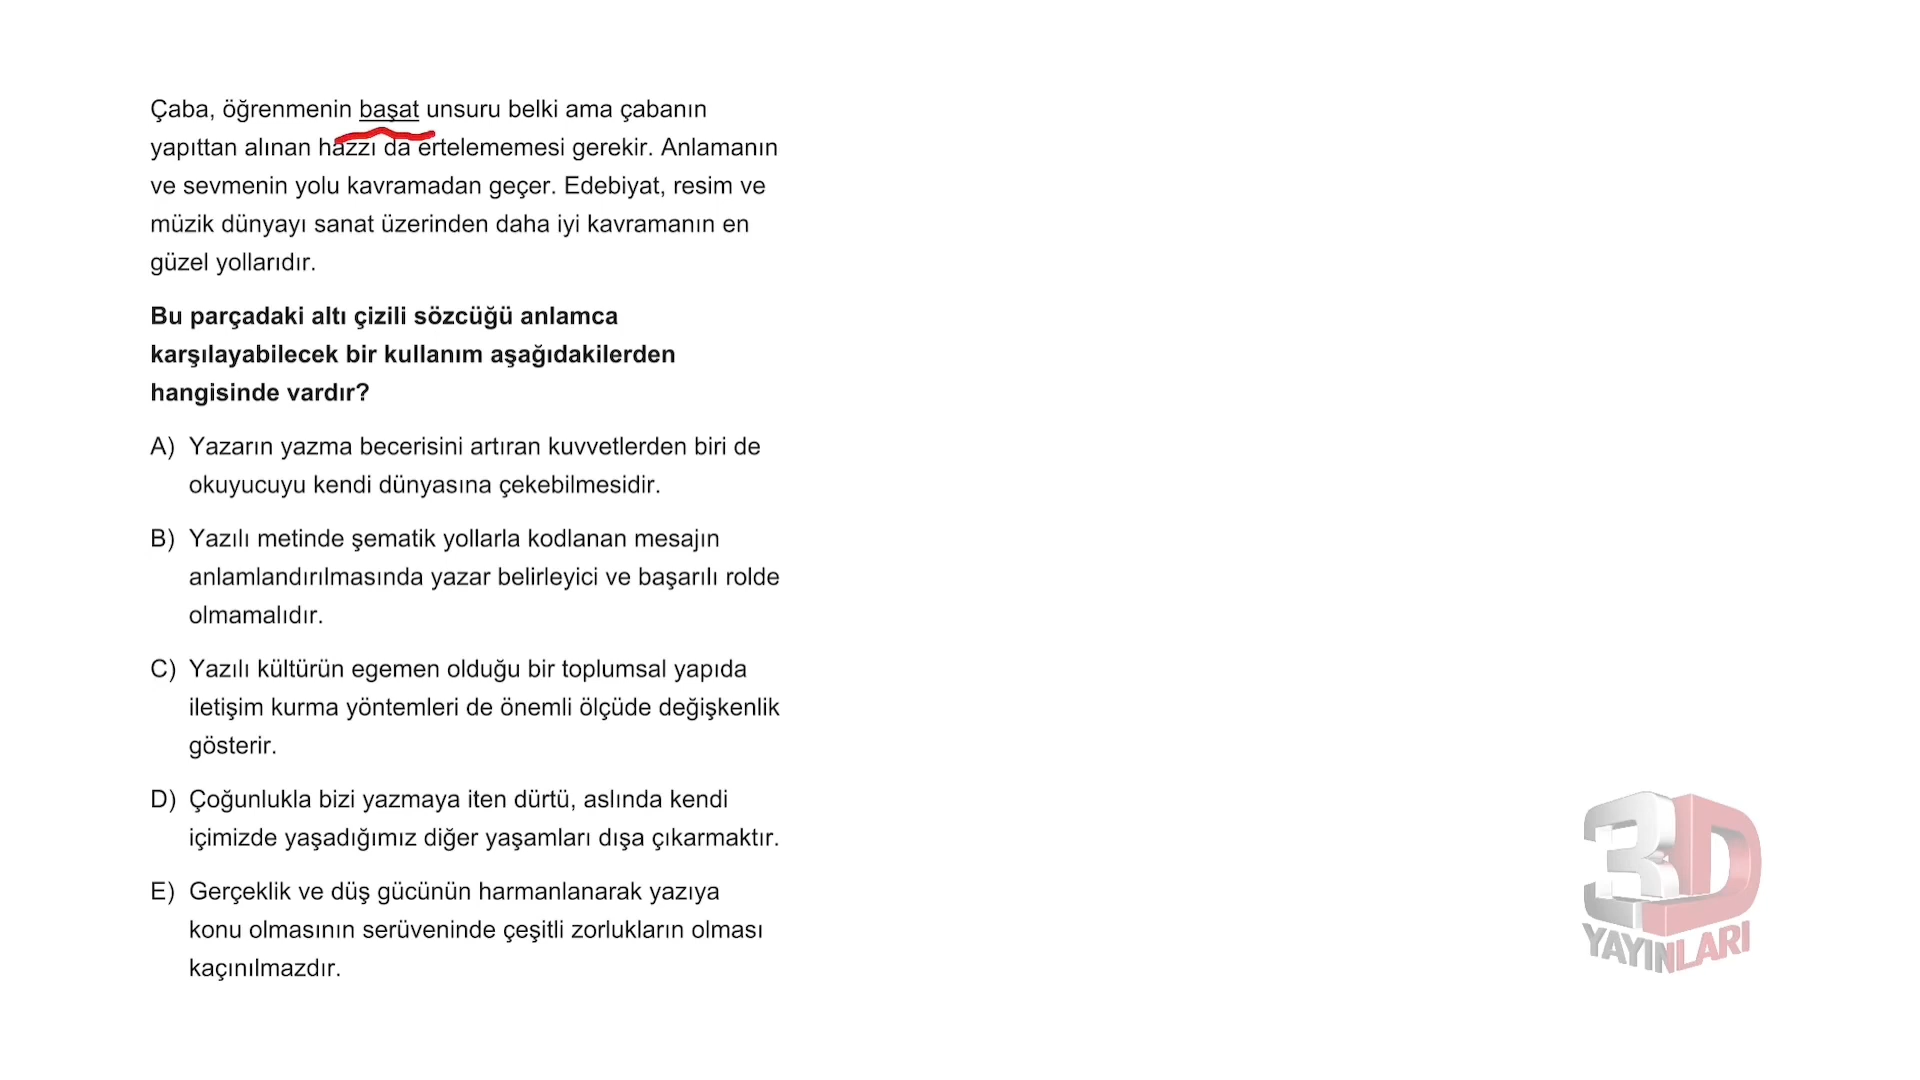 Çaba, öğrenmenin başat unsuru belki ama çabanın
yapıttan alınan hazzı da ertelememesi gerekir. Anlamanın
ve sevmenin yolu kavramadan geçer. Edebiyat, resim ve
müzik dünyayı sanat üzerinden daha iyi kavramanın en
güzel yollarıdır.
Bu parçadaki altı çizili sözcüğü anlamca
karşılayabilecek bir kullanım aşağıdakilerden
hangisinde vardır?
A) Yazarın yazma becerisini artıran kuvvetlerden biri de
okuyucuyu kendi dünyasına çekebilmesidir.
B) Yazılı metinde şematik yollarla kodlanan mesajın
anlamlandırılmasında yazar belirleyici ve başarılı rolde
olmamalıdır.
C) Yazılı kültürün egemen olduğu bir toplumsal yapıda
iletişim kurma yöntemleri de önemli ölçüde değişkenlik
gösterir.
D) Çoğunlukla bizi yazmaya iten dürtü, aslında kendi
içimizde yaşadığımız diğer yaşamları dışa çıkarmaktır.
E) Gerçeklik ve düş gücünün harmanlanarak yazıya
konu olmasının serüveninde çeşitli zorlukların olması
kaçınılmazdır.
3D
YAYINLARI